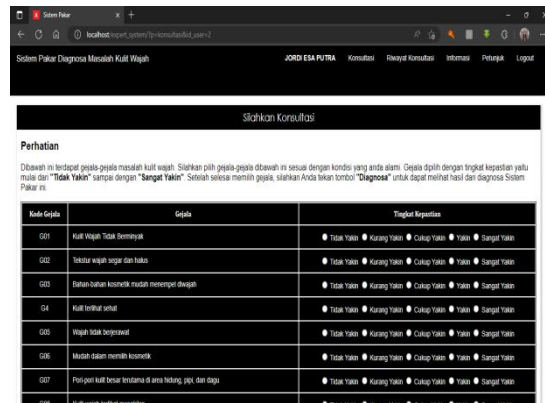 Sistem Pakar
localhost/expert_system/?p=konsultasi&id_user=2
Sistem Pakar Diagnosa Masalah Kulit Wajah
JORDI ESA PUTRA Konsultasi Riwayat Konsultasi Informasi Petunjuk Logout
Silahkan Konsultasi
Perhatian
Dibawah ini terdapat gejala-gejala masalah kulit wajah. Silahkan pilih gejala-gejala dibawah ini sesuai dengan kondisi yang anda alami. Gejala dipilih dengan tingkat kepastian yaitu
mulai dari "Tidak Yakin" sampai dengan "Sangat Yakin". Setelah selesai memilih gejala, silahkan Anda tekan tombol "Diagnosa" untuk dapat melihat hasil dari diagnosa Sistem
Pakar ini.
Kode Gejala Gejala Tingkat Kepastian
G01 Kulit Wajah Tidak Berminyak Tidak Yakin Kurang Yakin Cukup Yakin Yakin Sangat Yakin
G02 Tekstur wajah segar dan halus Tidak Yakin Kurang Yakin Cukup Yakin Yakin Sangat Yakin
G03 Bahan-bahan kosmetik mudah menempel diwajah Tidak Yakin Kurang Yakin Cukup Yakin Yakin Sangat Yakin
G4 Kulit terlihat sehat Tidak Yakin Kurang Yakin Cukup Yakin Yakin Sangat Yakin
G05 Wajah tidak berjerawat Tidak Yakin Kurang Yakin Cukup Yakin Yakin Sangat Yakin
G06 Mudah dalam memilih kosmetik Tidak Yakin Kurang Yakin Cukup Yakin Yakin Sangat Yakin
G07 Pori-pori kulit besar terutama di area hidung, pipi, dan dagu Tidak Yakin Kurang Yakin Cukup Yakin Yakin Sangat Yakin